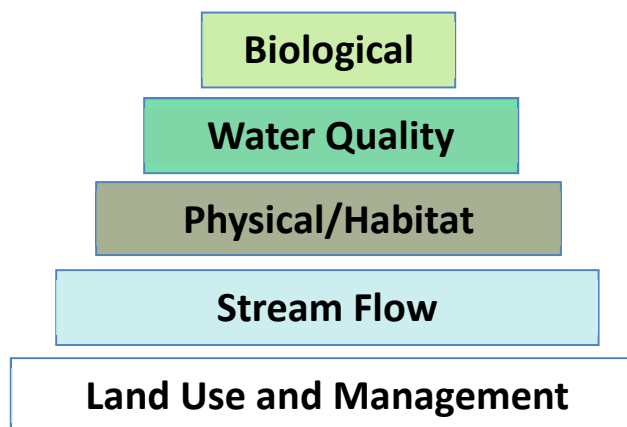 Biological
Water Quality
Physical/Habitat
Stream Flow
Land Use and Management